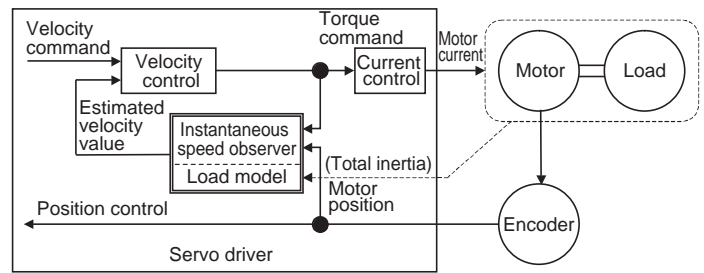 Velocity
command
Velocity
control
Torque
command
Current
control
Motor
current
Motor
Load
Estimated
velocity
value
Instantaneous
speed observer
Load model
(Total inertia)
Motor
position
Position control
Encoder
Servo driver